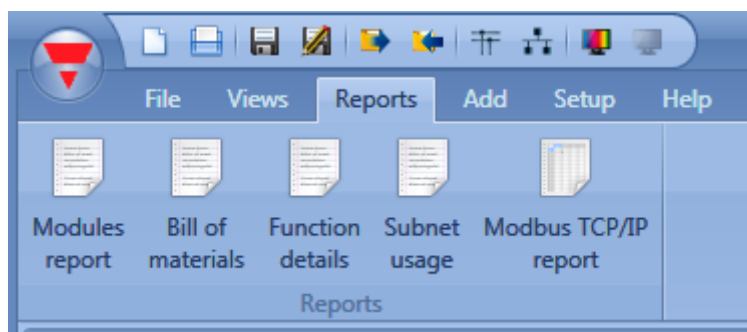 File Views Reports Add Setup Help
Modules Bill of Function Subnet Modbus TCP/IP
report materials details usage report
Reports